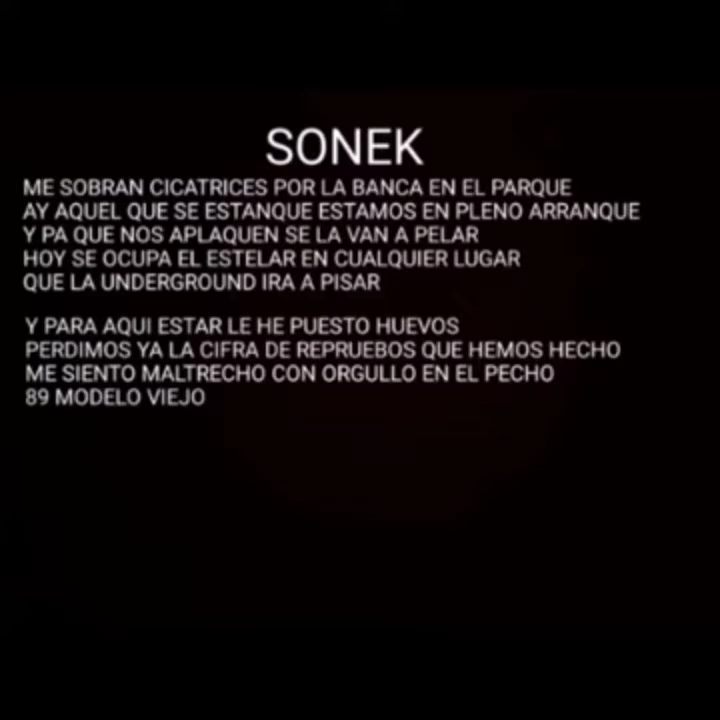 SONEK
ME SOBRAN CICATRICES POR LA BANCA EN EL PARQUE
AY AQUEL QUE SE ESTANQUE ESTAMOS EN PLENO ARRANQUE
Y PA QUE NOS APLAQUEN SE LA VAN A PELAR
HOY SE OCUPA EL ESTELAR EN CUALQUIER LUGAR
QUE LA UNDERGROUND IRA A PISAR
Y PARA AQUI ESTAR LE HE PUESTO HUEVOS
PERDIMOS YA LA CIFRA DE REPRUEBOS QUE HEMOS HECHO
ME SIENTO MALTRECHO CON ORGULLO EN EL PECHO
89 MODELO VIEJO